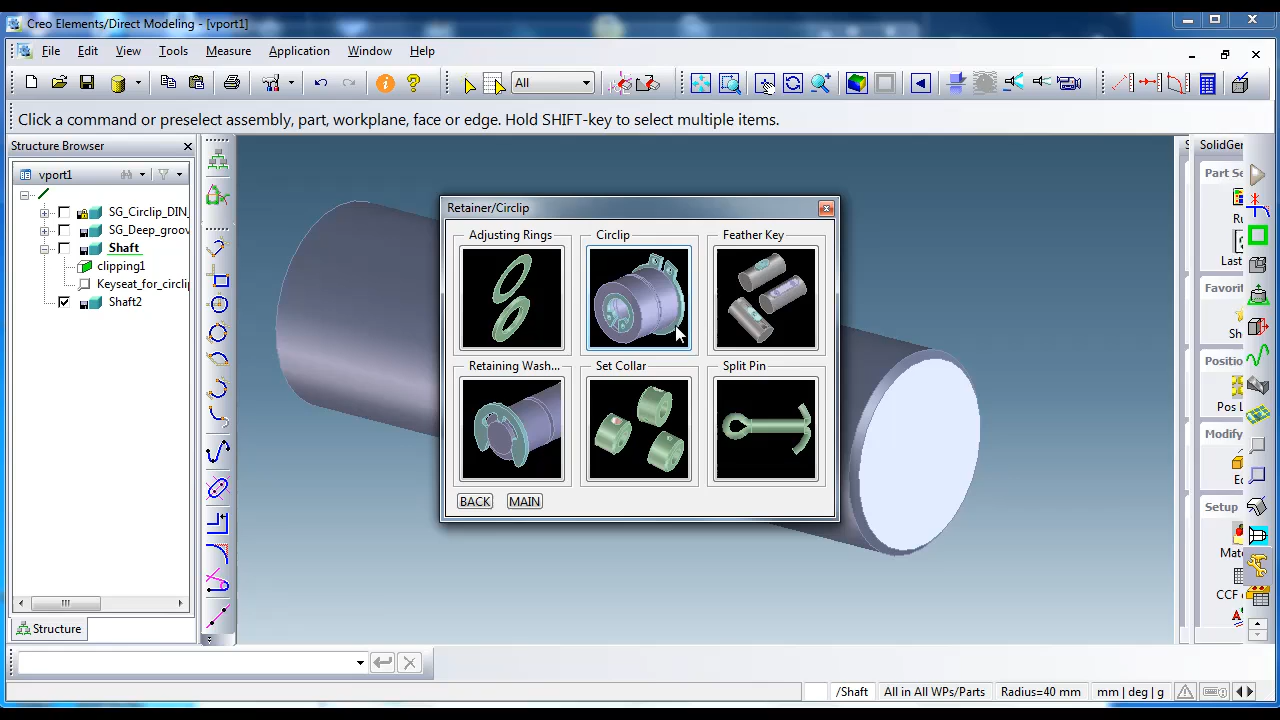 Creo Elements/Direct Modeling - [vport1]
File Edit View Tools Measure Application Window Help
All
Click a command or preselect assembly, part, workplane, face or edge. Hold SHIFT-key to select multiple items.
Structure Browser
vport1
SG_Circlip_DIN_
SG_Deep_groov
Shaft
clipping1
Keyseat_for_circlip
Shaft2
Structure
Retainer/Circlip
Adjusting Rings Circlip Feather Key
Retaining Wash... Set Collar Split Pin
BACK MAIN
SolidGen
Part Se
Ru
Last
Favori
Sh
Positio
Pos L
Modify
Ec
Setup
Mate
CCF
/Shaft All in All WPs/Parts Radius=40 mm mm | deg | g